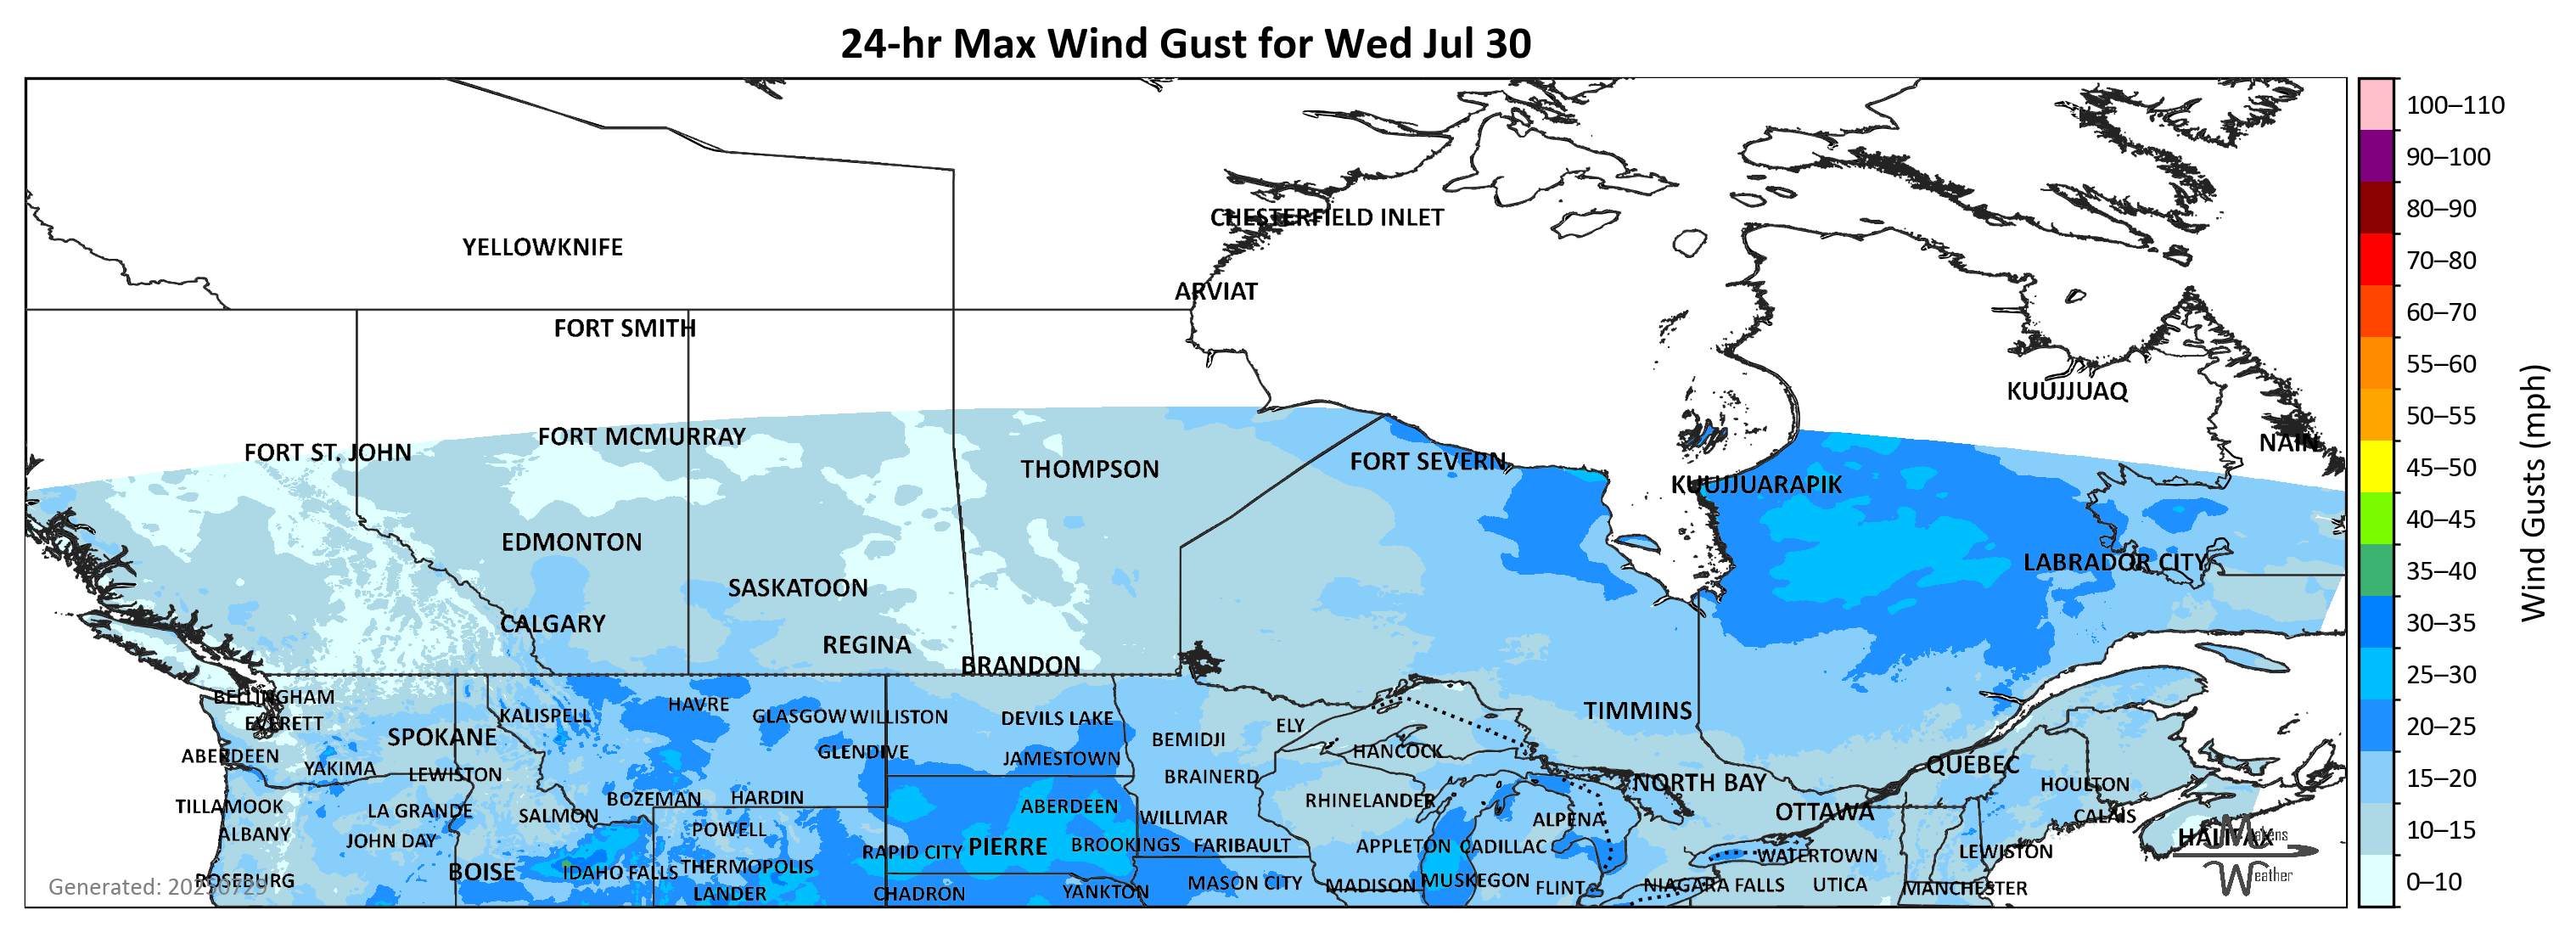 24-hr Max Wind Gust for Wed Jul 30
CHESTERFIELD INLET
YELLOWKNIFE
ARVIAT
FORT SMITH
KUUJJUAQ
FORT MCMURRAY
NAIN
FORT ST. JOHN
FORT SEVERN
THOMPSON
KUUJJUARAPIK
EDMONTON
LABRADOR CITY
SASKATOON
CALGARY
REGINA
BRANDON
BELLINGHAM
HAVRE
TIMMINS
KALISPELL
GLASGOW WILLISTON
DEVILS LAKE
EVERETT
ELY
SPOKANE
BEMIDJI
GLENDIVE
HANCOCK
ABERDEEN
JAMESTOWN
QUÉBEC
YAKIMA
LEWISTON
BRAINERD
NORTH BAY
HOULTON
BOZEMAN
HARDIN
RHINELANDER
TILLAMOOK
ABERDEEN
LA GRANDE
OTTAWA
SALMON
WILLMAR
ALPENA
CALAIS
ALBANY
POWELL
HALIFAX
JOHN DAY
PIERRE
BROOKINGS
FARIBAULT
APPLETON
CADILLAC
RAPID CITY
LEWISTON
WATERTOWN
THERMOPOLIS
BOISE
IDAHO FALLS
ROSEBURG
MUSKEGON
MASON CITY
MADISON
NIAGARA FALLS
UTICA
FLINT
MANCHESTER
LANDER
CHADRON
YANKTON
Generated: 20250729
Makens
Weather
100–110
90–100
80–90
70–80
60–70
55–60
50–55
45–50
40–45
35–40
30–35
25–30
20–25
15–20
10–15
0–10
Wind Gusts (mph)